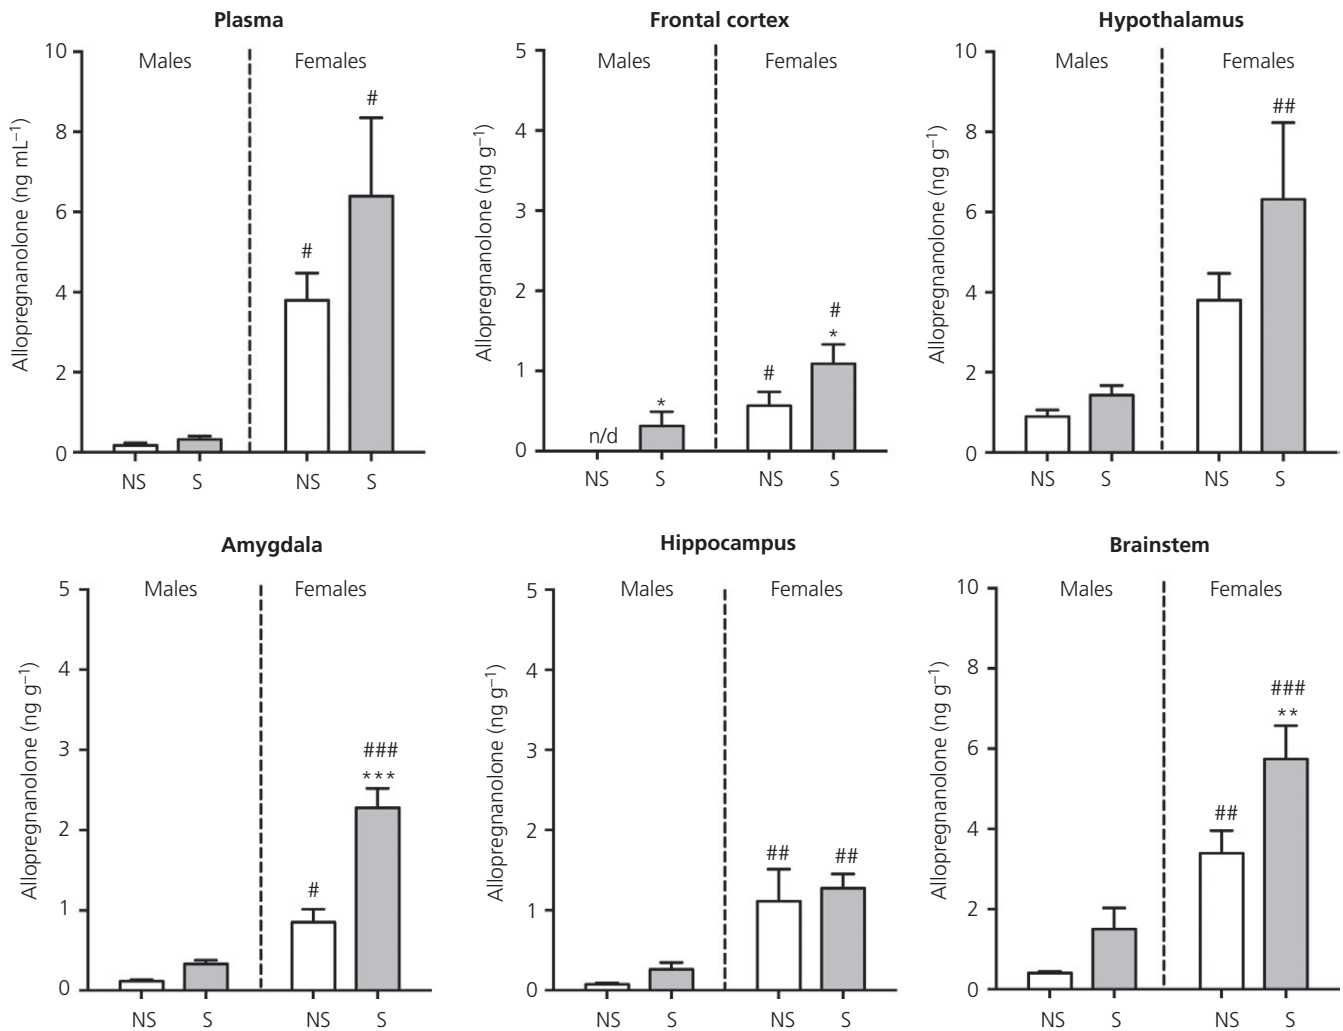 Plasma
Allopregnanolone (ng mL⁻¹)
10
8
6
4
2
0
Males
Females
#
#
NS
S
NS
S
Frontal cortex
Allopregnanolone (ng g⁻¹)
5
4
3
2
1
0
Males
Females
n/d
*
#
#
*
NS
S
NS
S
Hypothalamus
Allopregnanolone (ng g⁻¹)
10
8
6
4
2
0
Males
Females
##
NS
S
NS
S
Amygdala
Allopregnanolone (ng g⁻¹)
5
4
3
2
1
0
Males
Females
#
###
***
NS
S
NS
S
Hippocampus
Allopregnanolone (ng g⁻¹)
5
4
3
2
1
0
Males
Females
##
##
NS
S
NS
S
Brainstem
Allopregnanolone (ng g⁻¹)
10
8
6
4
2
0
Males
Females
##
###
**
NS
S
NS
S